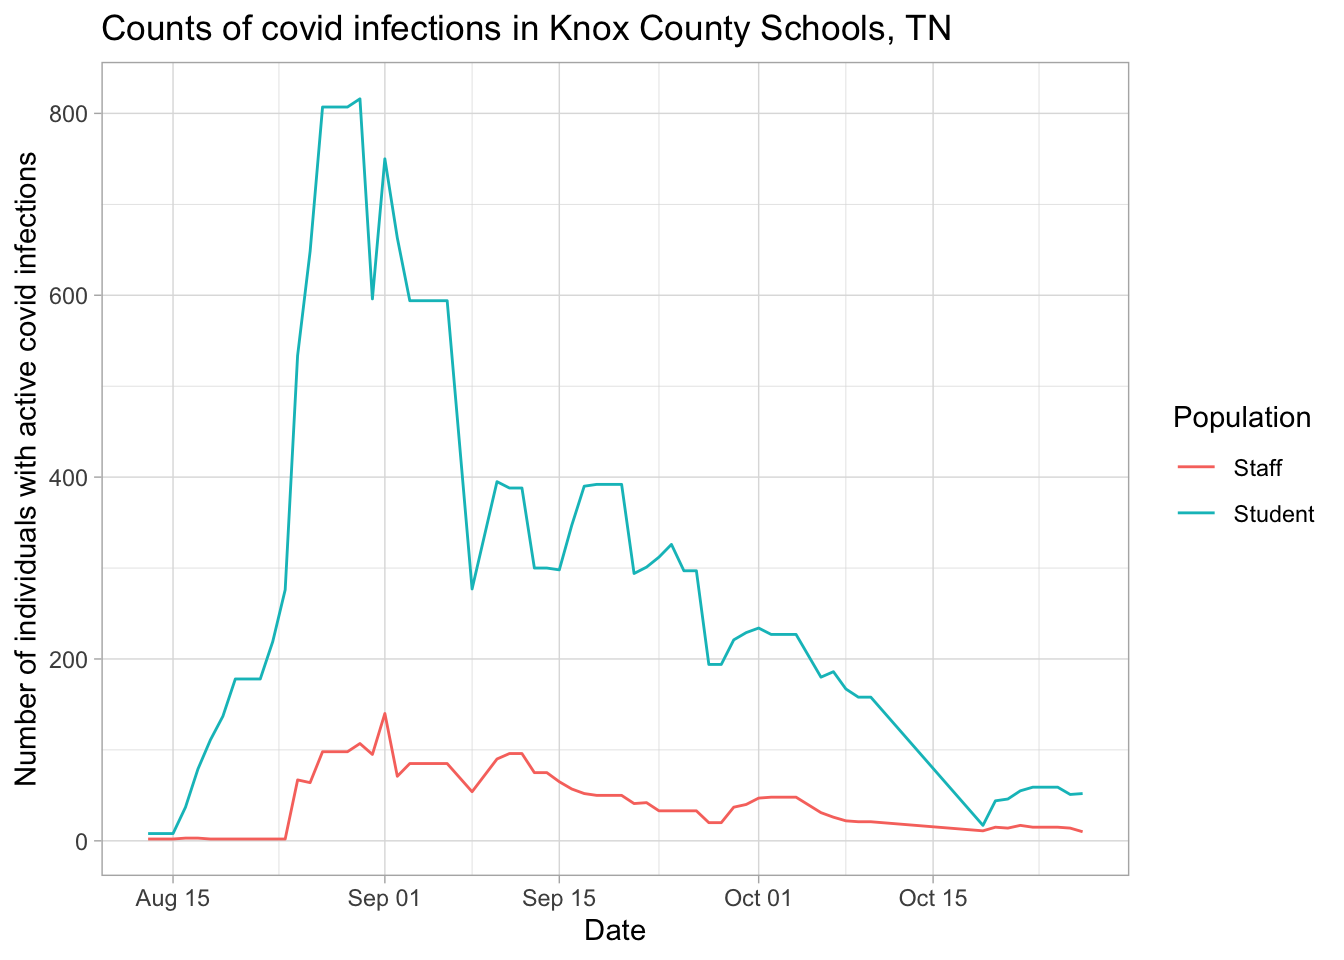 Counts of covid infections in Knox County Schools, TN
Number of individuals with active covid infections
800
600
400
200
0
Aug 15
Sep 01
Sep 15
Oct 01
Oct 15
Date
Population
Staff
Student